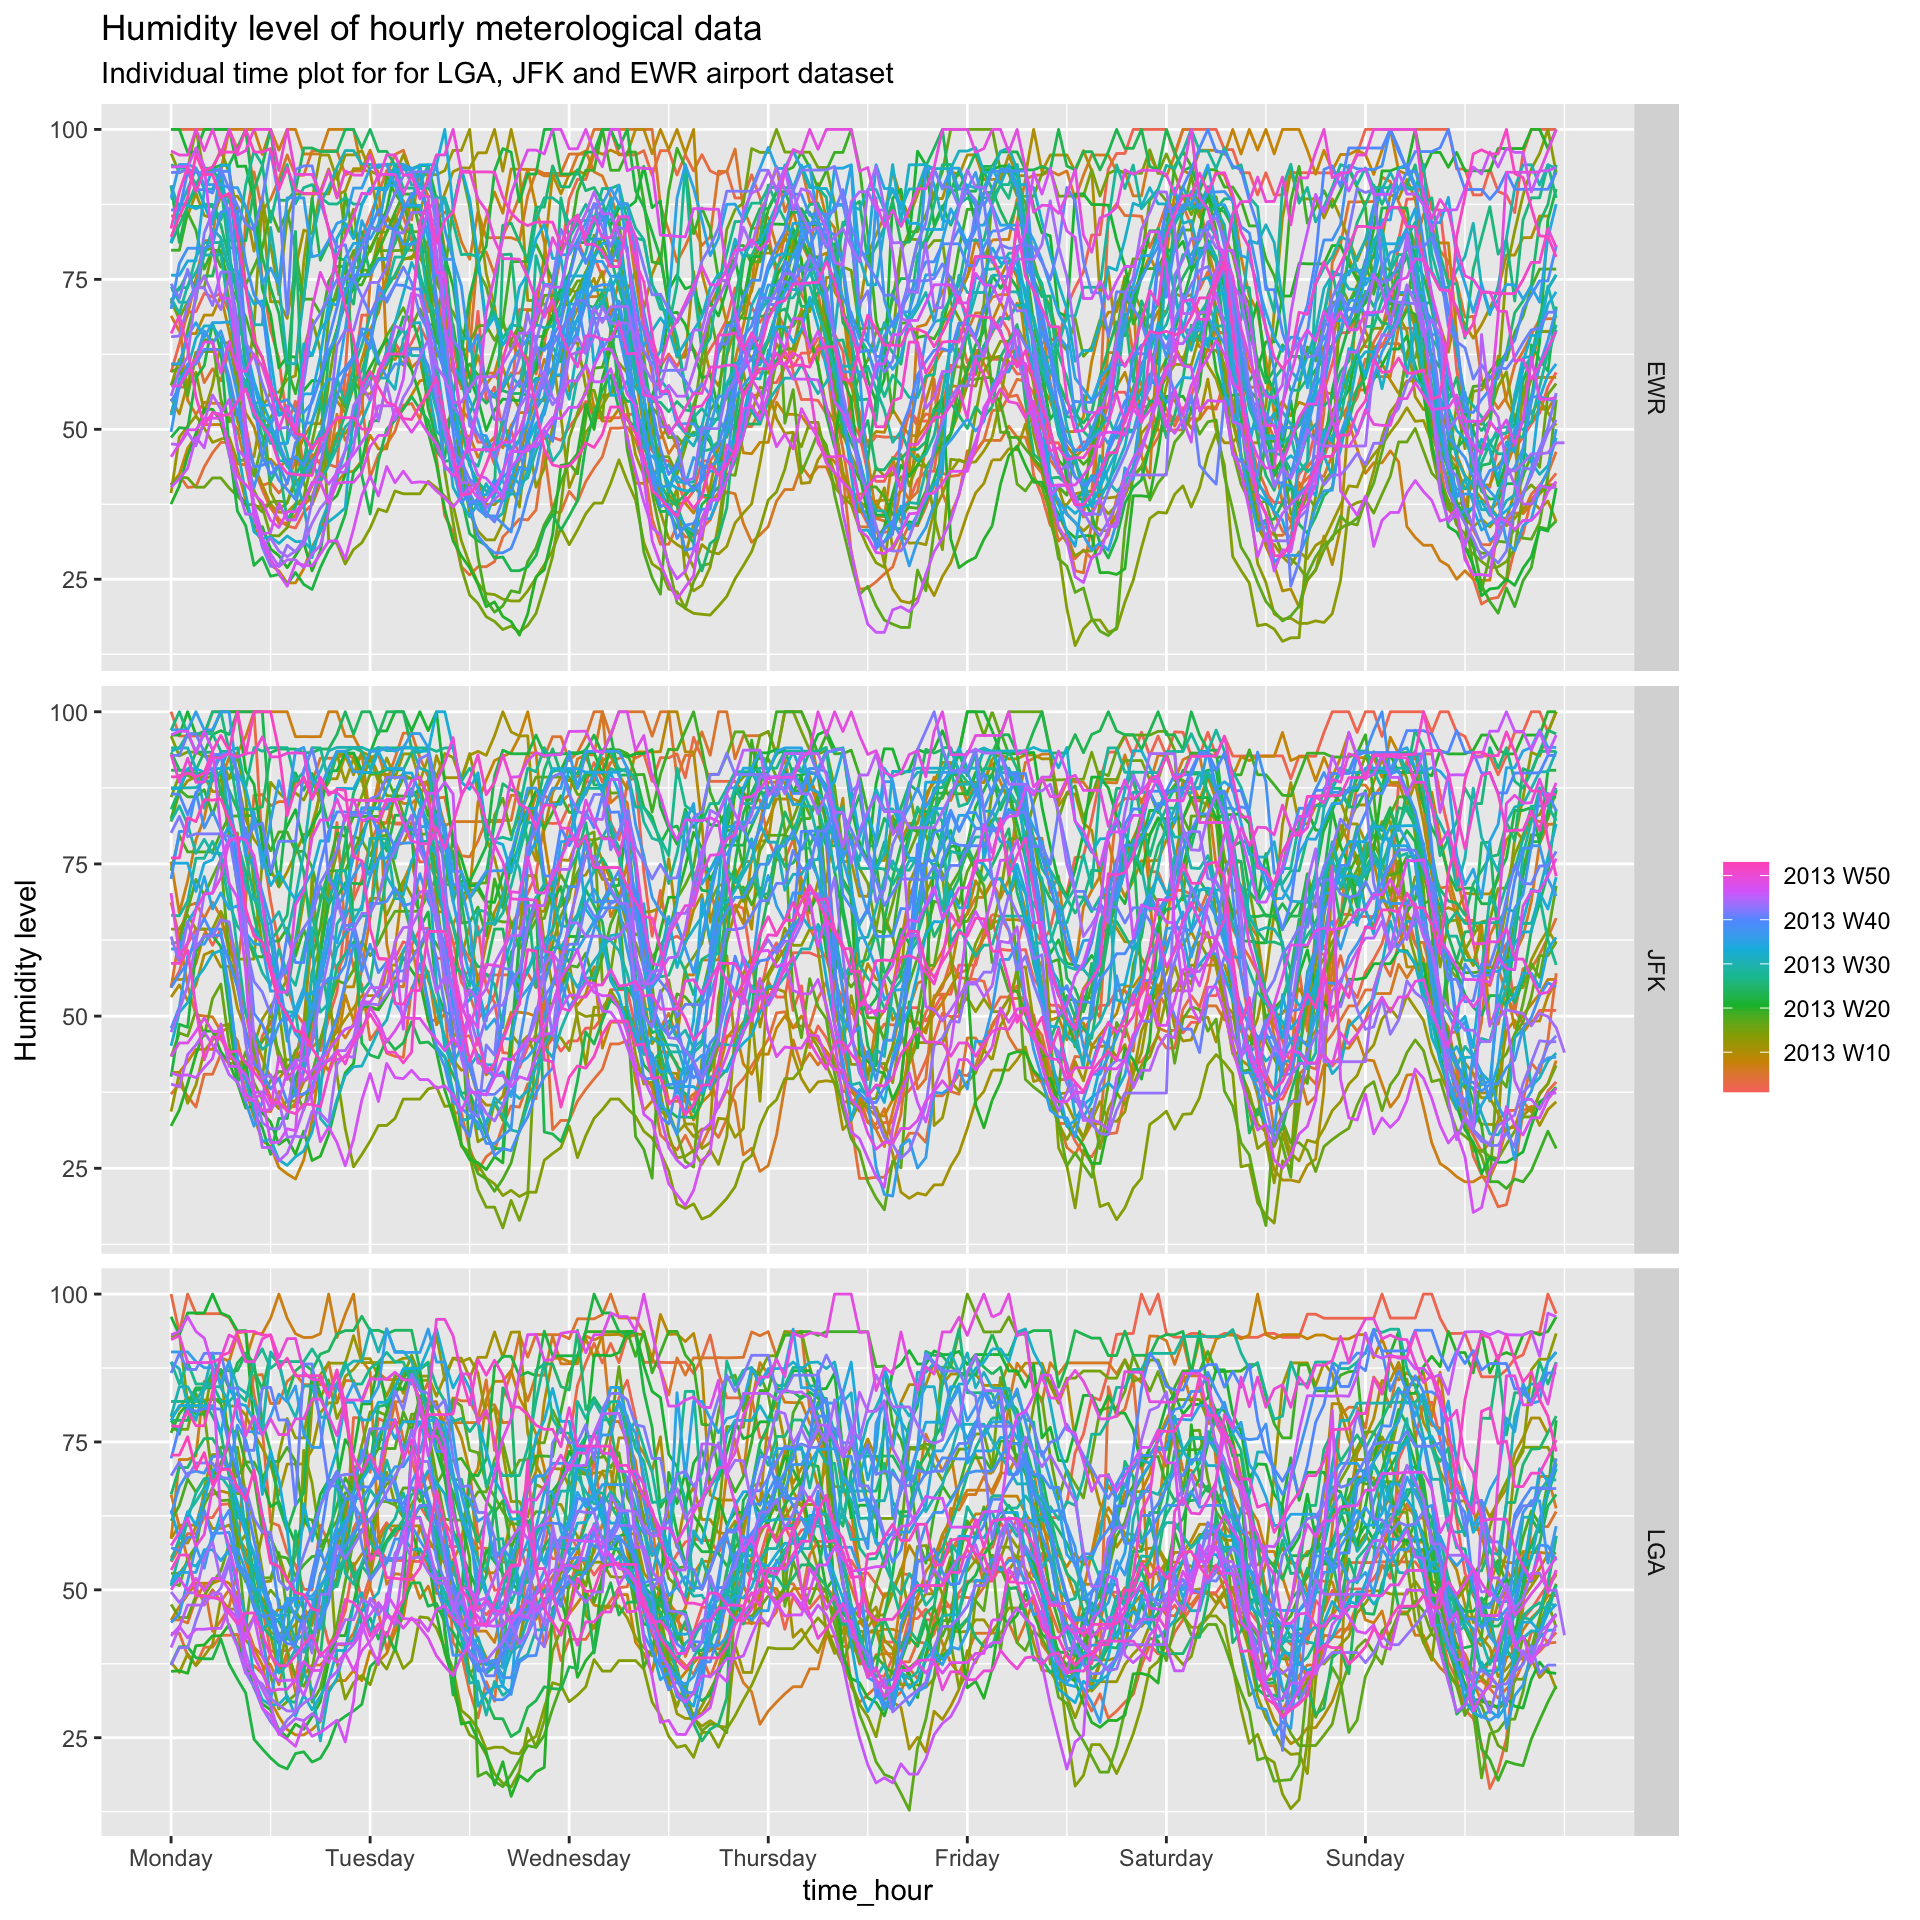 Humidity level of hourly meterological data
Individual time plot for for LGA, JFK and EWR airport dataset
Humidity level
100
75
50
25
EWR
100
75
50
25
JFK
100
75
50
25
LGA
Monday Tuesday Wednesday Thursday Friday Saturday Sunday
time_hour
2013 W50
2013 W40
2013 W30
2013 W20
2013 W10